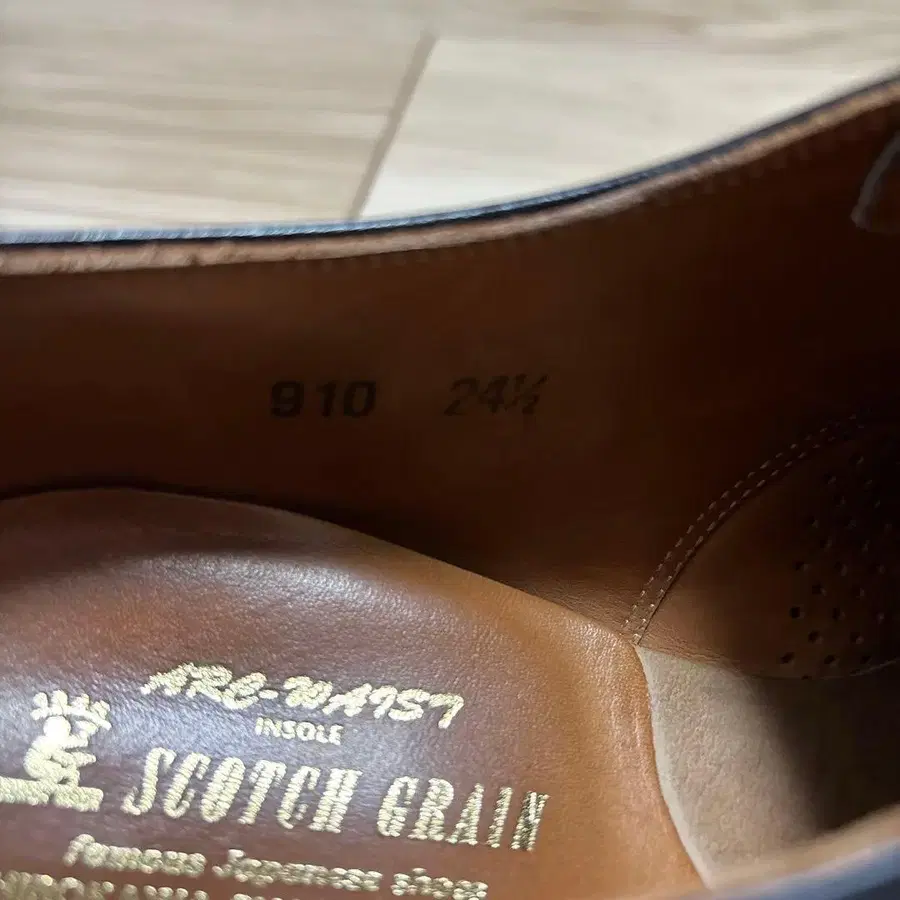 910 24½
ARC-WAIST
INSOLE
SCOTCH GRAIN
Famous Japanese shoes